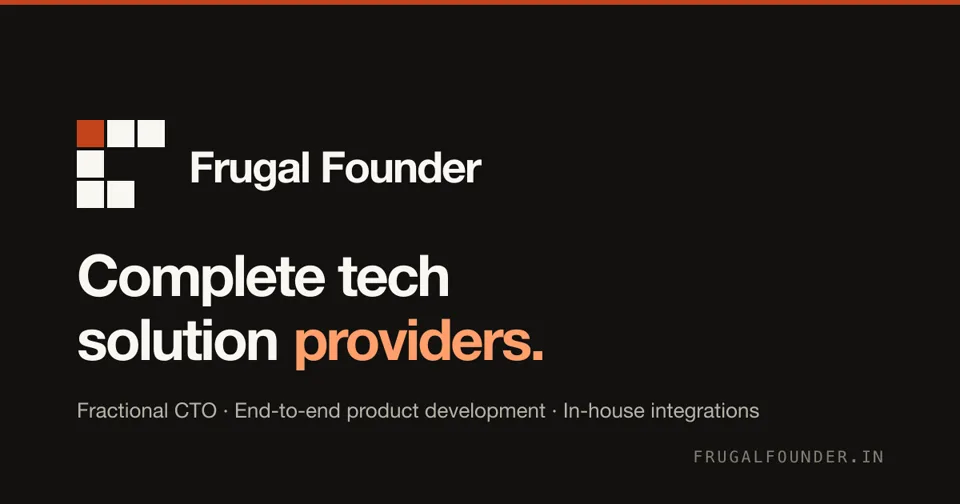 Frugal Founder
Complete tech
solution providers.
Fractional CTO · End-to-end product development · In-house integrations
FRUGALFOUNDER.IN